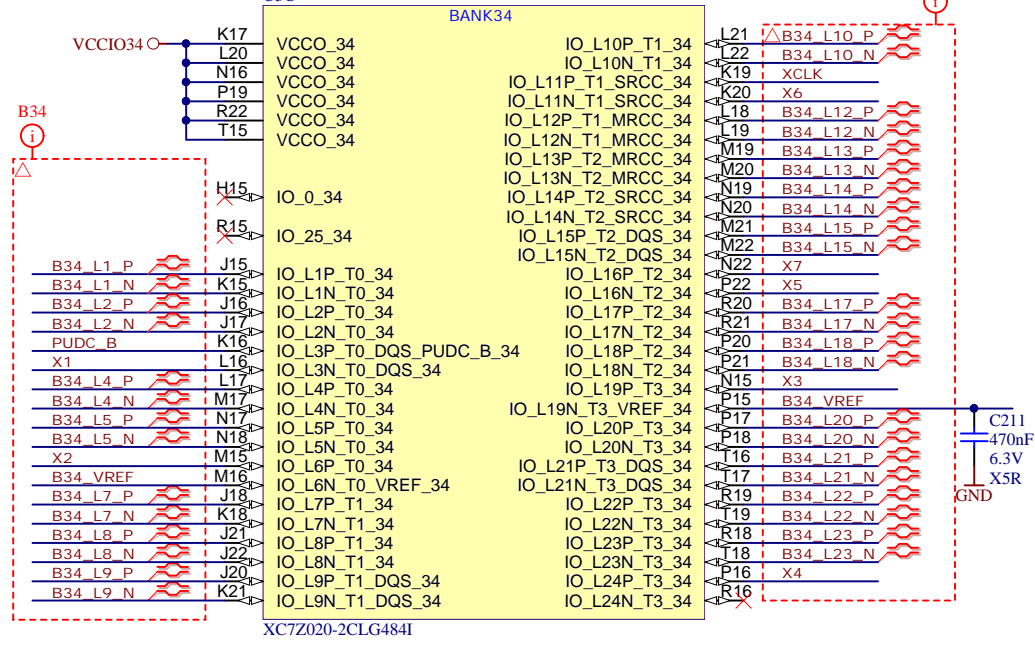 BANK34
VCCIO34
K17 VCCO_34
L20 VCCO_34
N16 VCCO_34
P19 VCCO_34
R22 VCCO_34
T15 VCCO_34
B34
i
H15 IO_0_34
R15 IO_25_34
B34_L1_P J15 IO_L1P_T0_34
B34_L1_N K15 IO_L1N_T0_34
B34_L2_P J16 IO_L2P_T0_34
B34_L2_N J17 IO_L2N_T0_34
PUDC_B K16 IO_L3P_T0_DQS_PUDC_B_34
X1 L16 IO_L3N_T0_DQS_34
B34_L4_P L17 IO_L4P_T0_34
B34_L4_N M17 IO_L4N_T0_34
B34_L5_P N17 IO_L5P_T0_34
B34_L5_N N18 IO_L5N_T0_34
X2 M15 IO_L6P_T0_34
B34_VREF M16 IO_L6N_T0_VREF_34
B34_L7_P J18 IO_L7P_T1_34
B34_L7_N K18 IO_L7N_T1_34
B34_L8_P J21 IO_L8P_T1_34
B34_L8_N J22 IO_L8N_T1_34
B34_L9_P J20 IO_L9P_T1_DQS_34
B34_L9_N K21 IO_L9N_T1_DQS_34
i
IO_L10P_T1_34 L21 B34_L10_P
IO_L10N_T1_34 L22 B34_L10_N
IO_L11P_T1_SRCC_34 K19 XCLK
IO_L11N_T1_SRCC_34 K20 X6
IO_L12P_T1_MRCC_34 L18 B34_L12_P
IO_L12N_T1_MRCC_34 L19 B34_L12_N
IO_L13P_T2_MRCC_34 M19 B34_L13_P
IO_L13N_T2_MRCC_34 M20 B34_L13_N
IO_L14P_T2_SRCC_34 N19 B34_L14_P
IO_L14N_T2_SRCC_34 N20 B34_L14_N
IO_L15P_T2_DQS_34 M21 B34_L15_P
IO_L15N_T2_DQS_34 M22 B34_L15_N
IO_L16P_T2_34 N22 X7
IO_L16N_T2_34 P22 X5
IO_L17P_T2_34 R20 B34_L17_P
IO_L17N_T2_34 R21 B34_L17_N
IO_L18P_T2_34 P20 B34_L18_P
IO_L18N_T2_34 P21 B34_L18_N
IO_L19P_T3_34 N15 X3
IO_L19N_T3_VREF_34 P15 B34_VREF
IO_L20P_T3_34 P17 B34_L20_P
IO_L20N_T3_34 P18 B34_L20_N
IO_L21P_T3_DQS_34 T16 B34_L21_P
IO_L21N_T3_DQS_34 T17 B34_L21_N
IO_L22P_T3_34 R19 B34_L22_P
IO_L22N_T3_34 T19 B34_L22_N
IO_L23P_T3_34 R18 B34_L23_P
IO_L23N_T3_34 T18 B34_L23_N
IO_L24P_T3_34 P16 X4
IO_L24N_T3_34 R16
C211
470nF
6.3V
X5R
GND
XC7Z020-2CLG484I